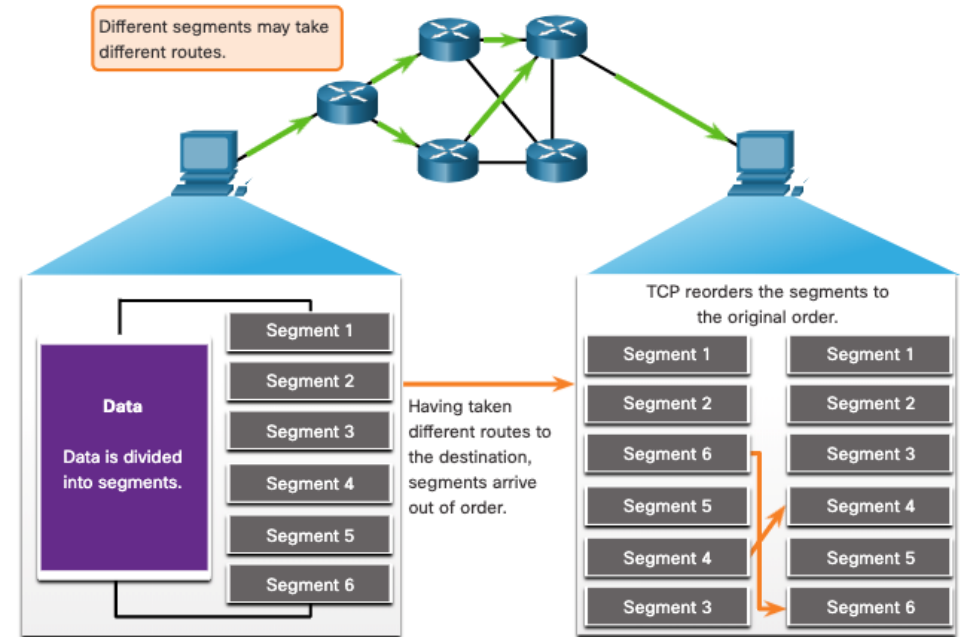 Different segments may take
different routes.
TCP reorders the segments to
the original order.
Data
Data is divided
into segments.
Segment 1
Segment 2
Segment 3
Segment 4
Segment 5
Segment 6
Having taken
different routes to
the destination,
segments arrive
out of order.
Segment 1
Segment 2
Segment 6
Segment 5
Segment 4
Segment 3
Segment 1
Segment 2
Segment 3
Segment 4
Segment 5
Segment 6